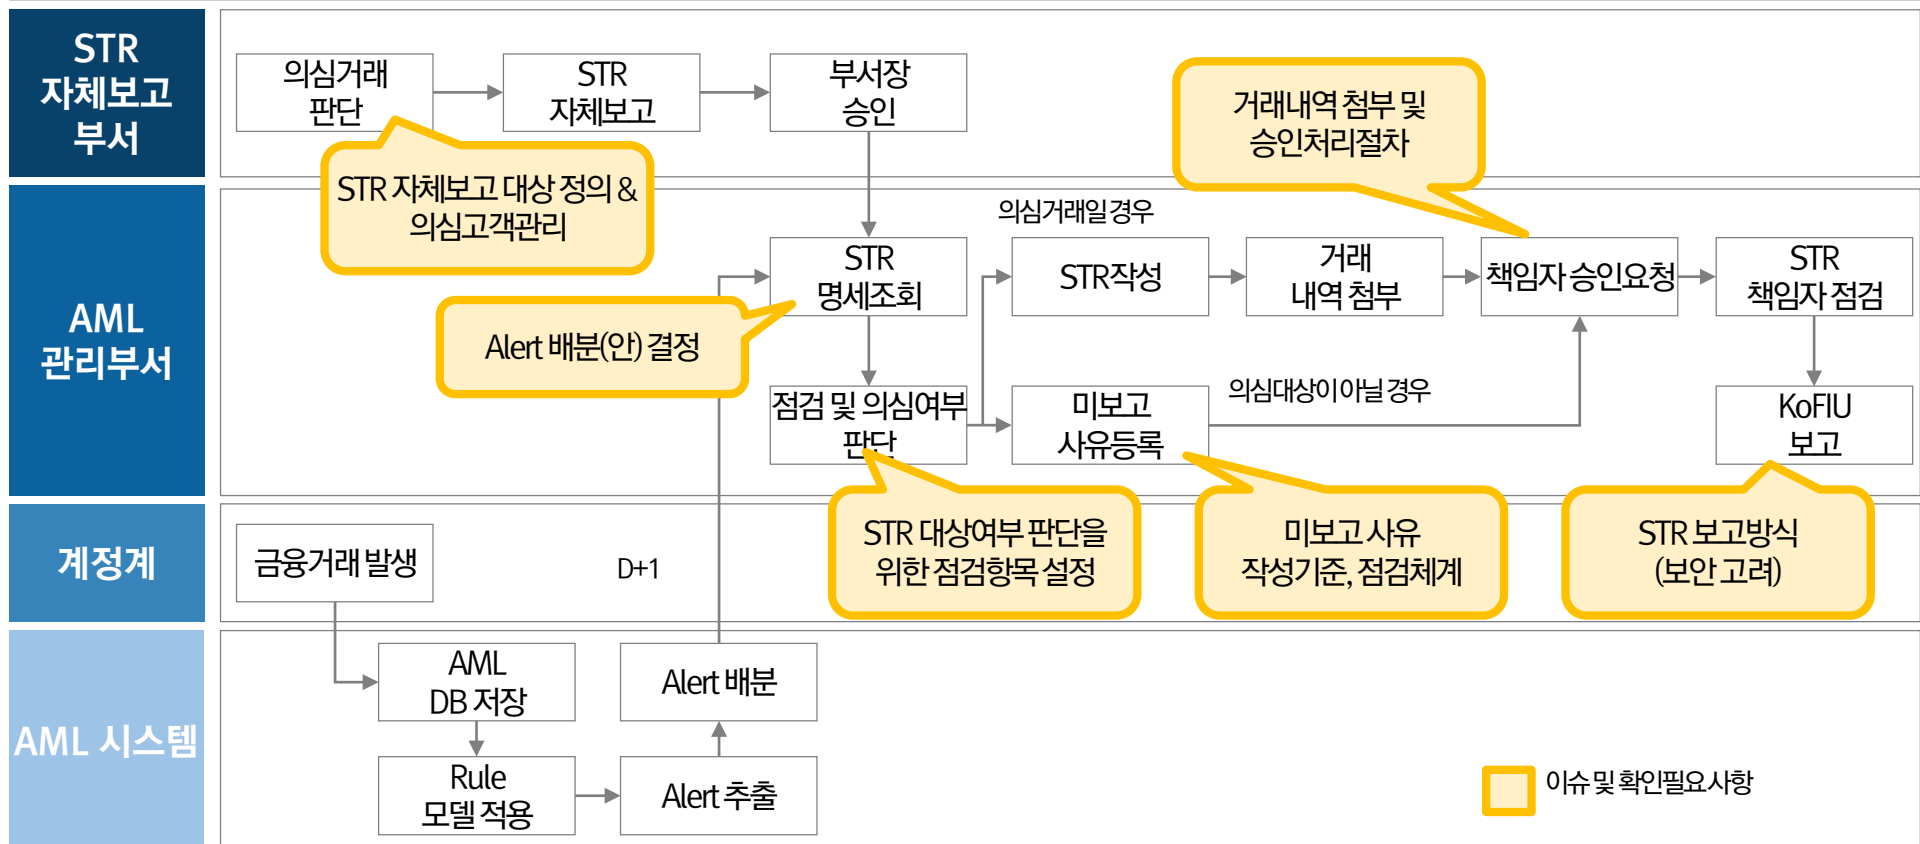 STR
자체보고
부서
의심거래
판단
STR
자체보고
부서장
승인
거래내역 첨부 및
승인처리절차
STR 자체보고 대상 정의 &
의심고객관리
AML
관리부서
의심거래일 경우
STR
명세조회
STR작성
거래
내역 첨부
책임자 승인요청
STR
책임자 점검
Alert 배분(안) 결정
점검 및 의심여부
판단
미보고
사유등록
의심대상이 아닐 경우
KoFIU
보고
STR 대상여부 판단을
위한 점검항목 설정
미보고 사유
작성기준, 점검체계
STR 보고방식
(보안 고려)
계정계
금융거래 발생
D+1
AML 시스템
AML
DB 저장
Alert 배분
Rule
모델 적용
Alert 추출
이슈 및 확인필요사항